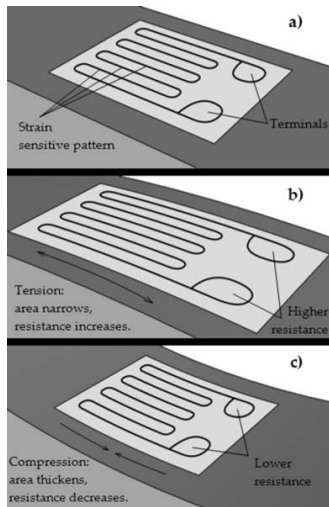 a)
Strain
sensitive pattern
Terminals
b)
Tension:
area narrows,
resistance increases.
Higher
resistance
c)
Compression:
area thickens,
resistance decreases.
Lower
resistance